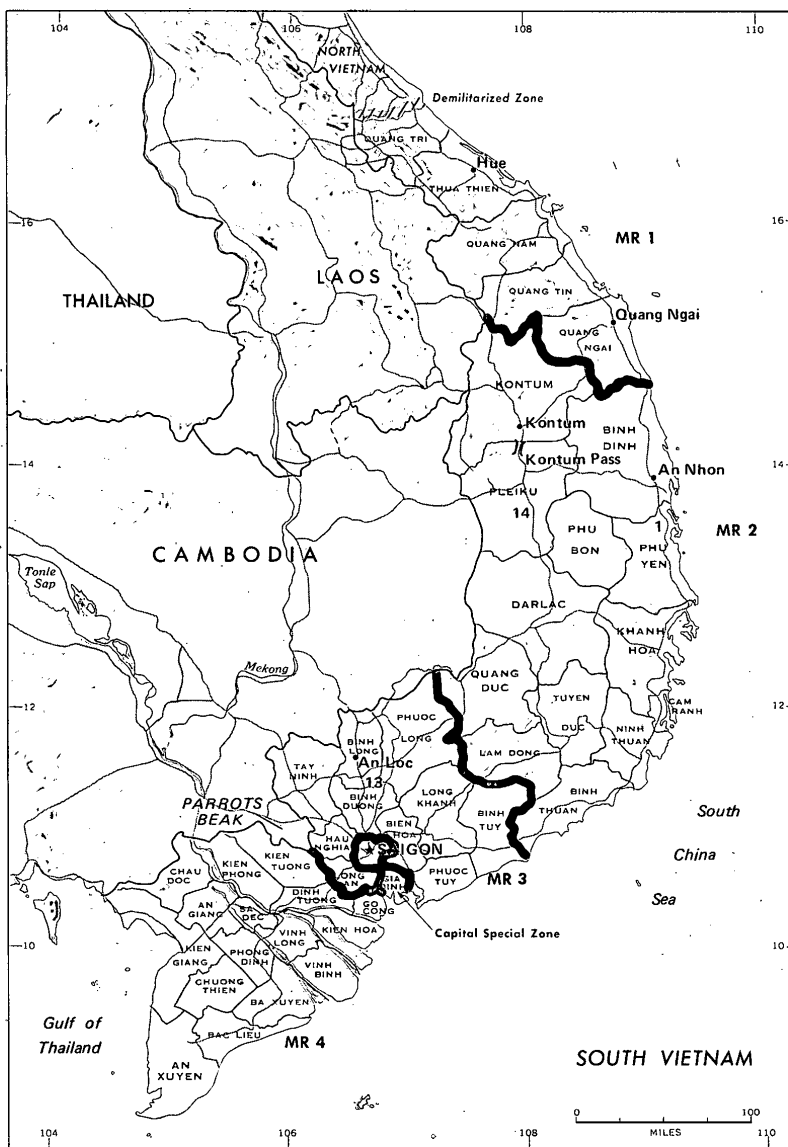 104
106
108
110
NORTH
VIETNAM
Demilitarized Zone
QUANG TRI
Hue
THUA THIEN
16
16
QUANG NAM
MR 1
LAOS
THAILAND
QUANG TIN
Quang Ngai
QUANG
NGAI
KONTUM
Kontum
BINH
DINH
Kontum Pass
14
14
An Nhon
PLEIKU
14
1
MR 2
PHU
BON
PHU
YEN
CAMBODIA
Tonle
Sap
DARLAC
KHANH
HOA
Mekong
QUANG
DUC
TUYEN
DUC
CAM
RANH
12
12
PHUOC
LONG
NINH
THUAN
BINH
LONG
An Loc
LAM DONG
TAY
NINH
13
BINH
DUONG
LONG
KHANH
BINH
THUAN
BINH
TUY
PARROTS
BEAK
BIEN
HOA
South
China
Sea
HAU
NGHIA
SAIGON
KIEN
TUONG
KIEN
PHONG
CHAU
DOC
GIA
DINH
PHUOC
TUY
MR 3
DINH
TUONG
AN
GIANG
SA
DEC
GO
CONG
Capital Special Zone
VINH
LONG
KIEN HOA
10
10
KIEN
GIANG
PHONG
DINH
VINH
BINH
CHUONG
THIEN
BA XUYEN
Gulf of
Thailand
BAC LIEU
MR 4
AN
XUYEN
SOUTH VIETNAM
0
100
MILES
104
106
108
110